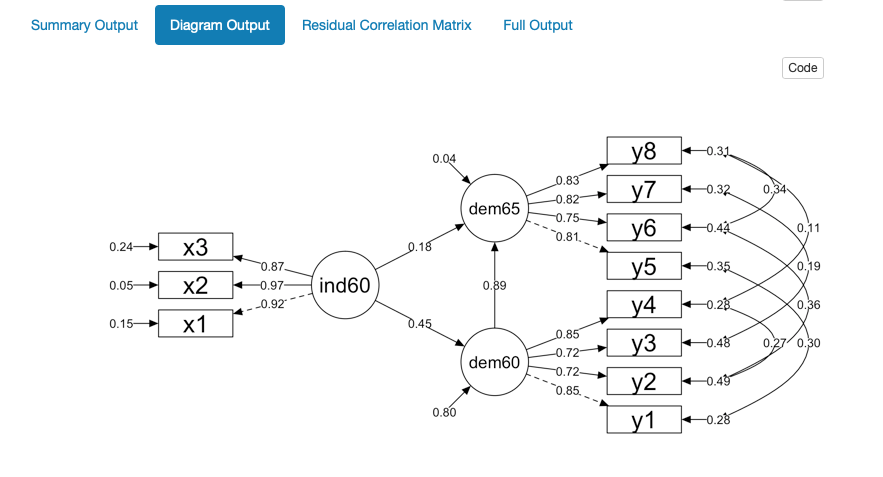 Summary Output Diagram Output Residual Correlation Matrix Full Output
Code
y8 0.31
0.04 0.83
0.82 y7 0.32 0.34
dem65 0.75
0.81 y6 0.44 0.11
0.24 x3 0.18
0.87 y5 0.35 0.19
0.05 x2 0.97 ind60 0.89
0.92 y4 0.28 0.36
0.15 x1 0.45 0.85
0.72 y3 0.48 0.27 0.30
dem60 0.72
0.85 y2 0.49
0.80
y1 0.28